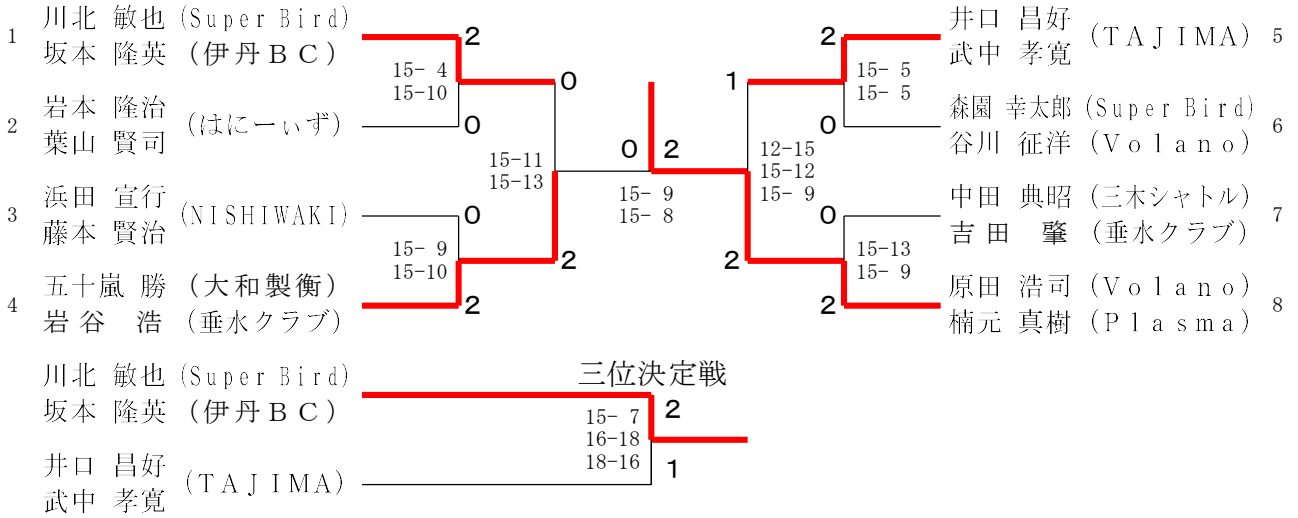 1 川北 敏也 (Super Bird)
坂本 隆英 (伊丹BC)
2
15- 4
15-10
0
2 岩本 隆治
葉山 賢司 (はにーぃず)
0
15-11
15-13
3 浜田 宣行
藤本 賢治 (NISHIWAKI)
0
15- 9
15-10
2
4 五十嵐 勝 (大和製衡)
岩谷 浩 (垂水クラブ)
2
0 2
15- 9
15- 8
井口 昌好
武中 孝寛 (TAJIMA) 5
2
15- 5
15- 5
1
森園 幸太郎 (Super Bird)
谷川 征洋 (Volano) 6
0
12-15
15-12
15- 9
中田 典昭 (三木シャトル)
吉田 肇 (垂水クラブ) 7
0
15-13
15- 9
2
原田 浩司 (Volano)
楠元 真樹 (Plasma) 8
2
三位決定戦
川北 敏也 (Super Bird)
坂本 隆英 (伊丹BC)
2
15- 7
16-18
18-16
井口 昌好
武中 孝寛 (TAJIMA)
1